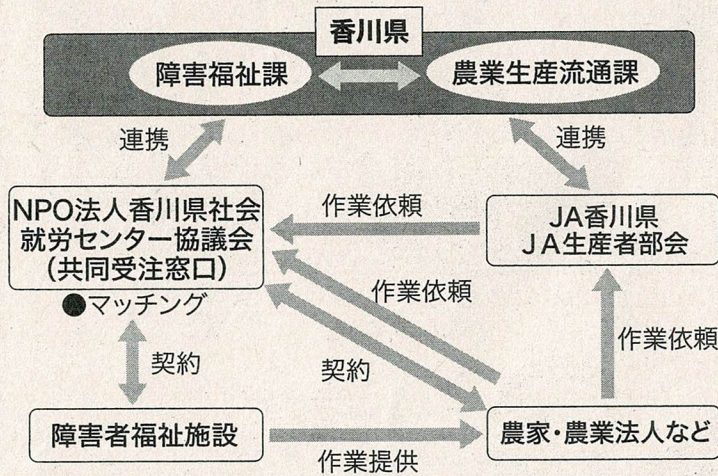 香川県
障害福祉課
農業生産流通課
連携
連携
NPO法人香川県社会
就労センター協議会
(共同受注窓口)
●マッチング
作業依頼
JA香川県
JA生産者部会
作業依頼
作業依頼
契約
契約
障害者福祉施設
作業提供
農家・農業法人など